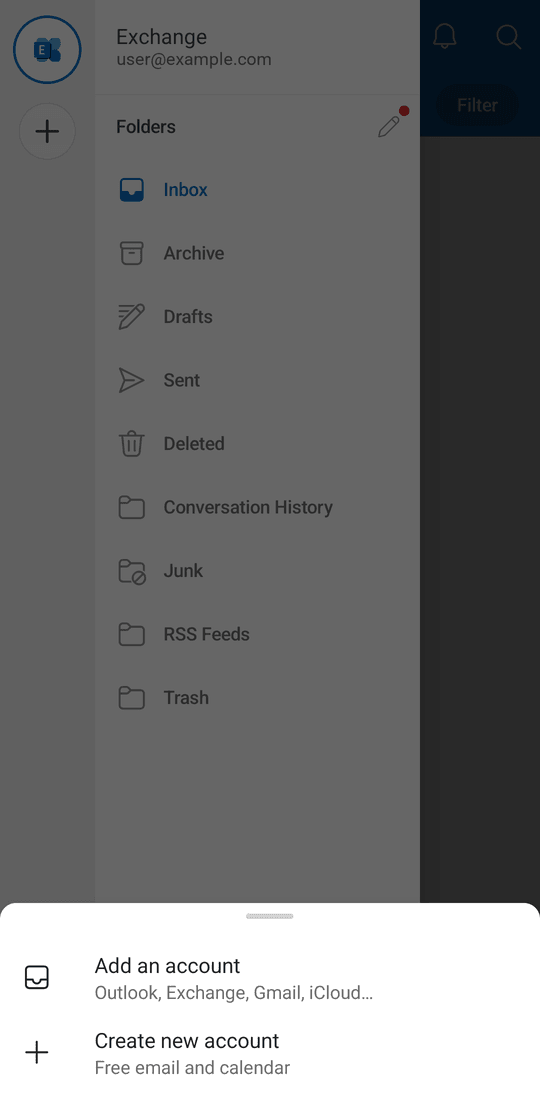 E
Exchange
user@example.com
Filter
Folders
Inbox
Archive
Drafts
Sent
Deleted
Conversation History
Junk
RSS Feeds
Trash
Add an account
Outlook, Exchange, Gmail, iCloud...
Create new account
Free email and calendar